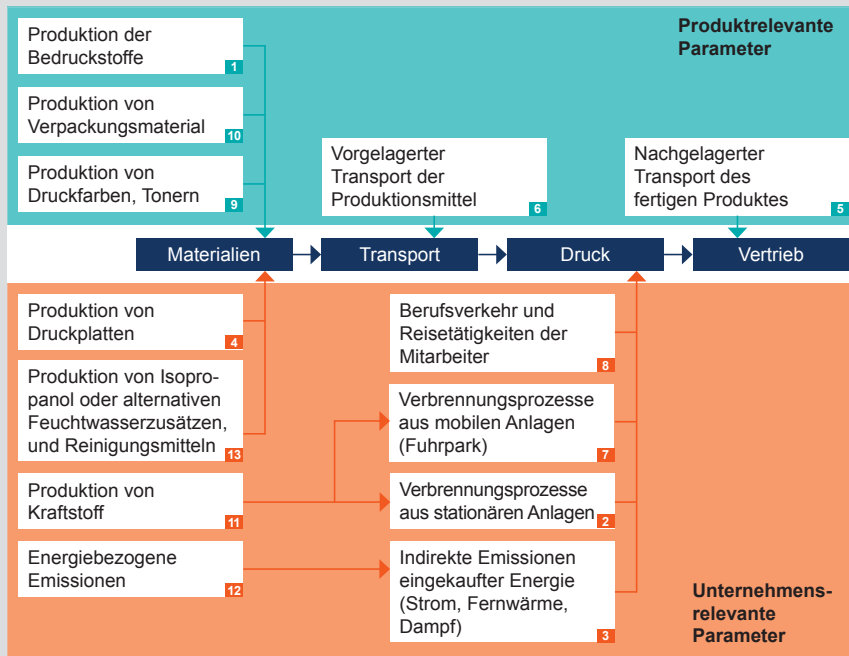 Produktrelevante
Parameter
Produktion der
Bedruckstoffe
1
Produktion von
Verpackungsmaterial
10
Produktion von
Druckfarben, Tonern
9
Vorgelagerter
Transport der
Produktionsmittel
6
Nachgelagerter
Transport des
fertigen Produktes
5
Materialien
Transport
Druck
Vertrieb
Produktion von
Druckplatten
4
Produktion von Isopro-
panol oder alternativen
Feuchtwasserzusätzen,
und Reinigungsmitteln
13
Produktion von
Kraftstoff
11
Energiebezogene
Emissionen
12
Berufsverkehr und
Reisetätigkeiten der
Mitarbeiter
8
Verbrennungsprozesse
aus mobilen Anlagen
(Fuhrpark)
7
Verbrennungsprozesse
aus stationären Anlagen
2
Indirekte Emissionen
eingekaufter Energie
(Strom, Fernwärme,
Dampf)
3
Unternehmens-
relevante
Parameter